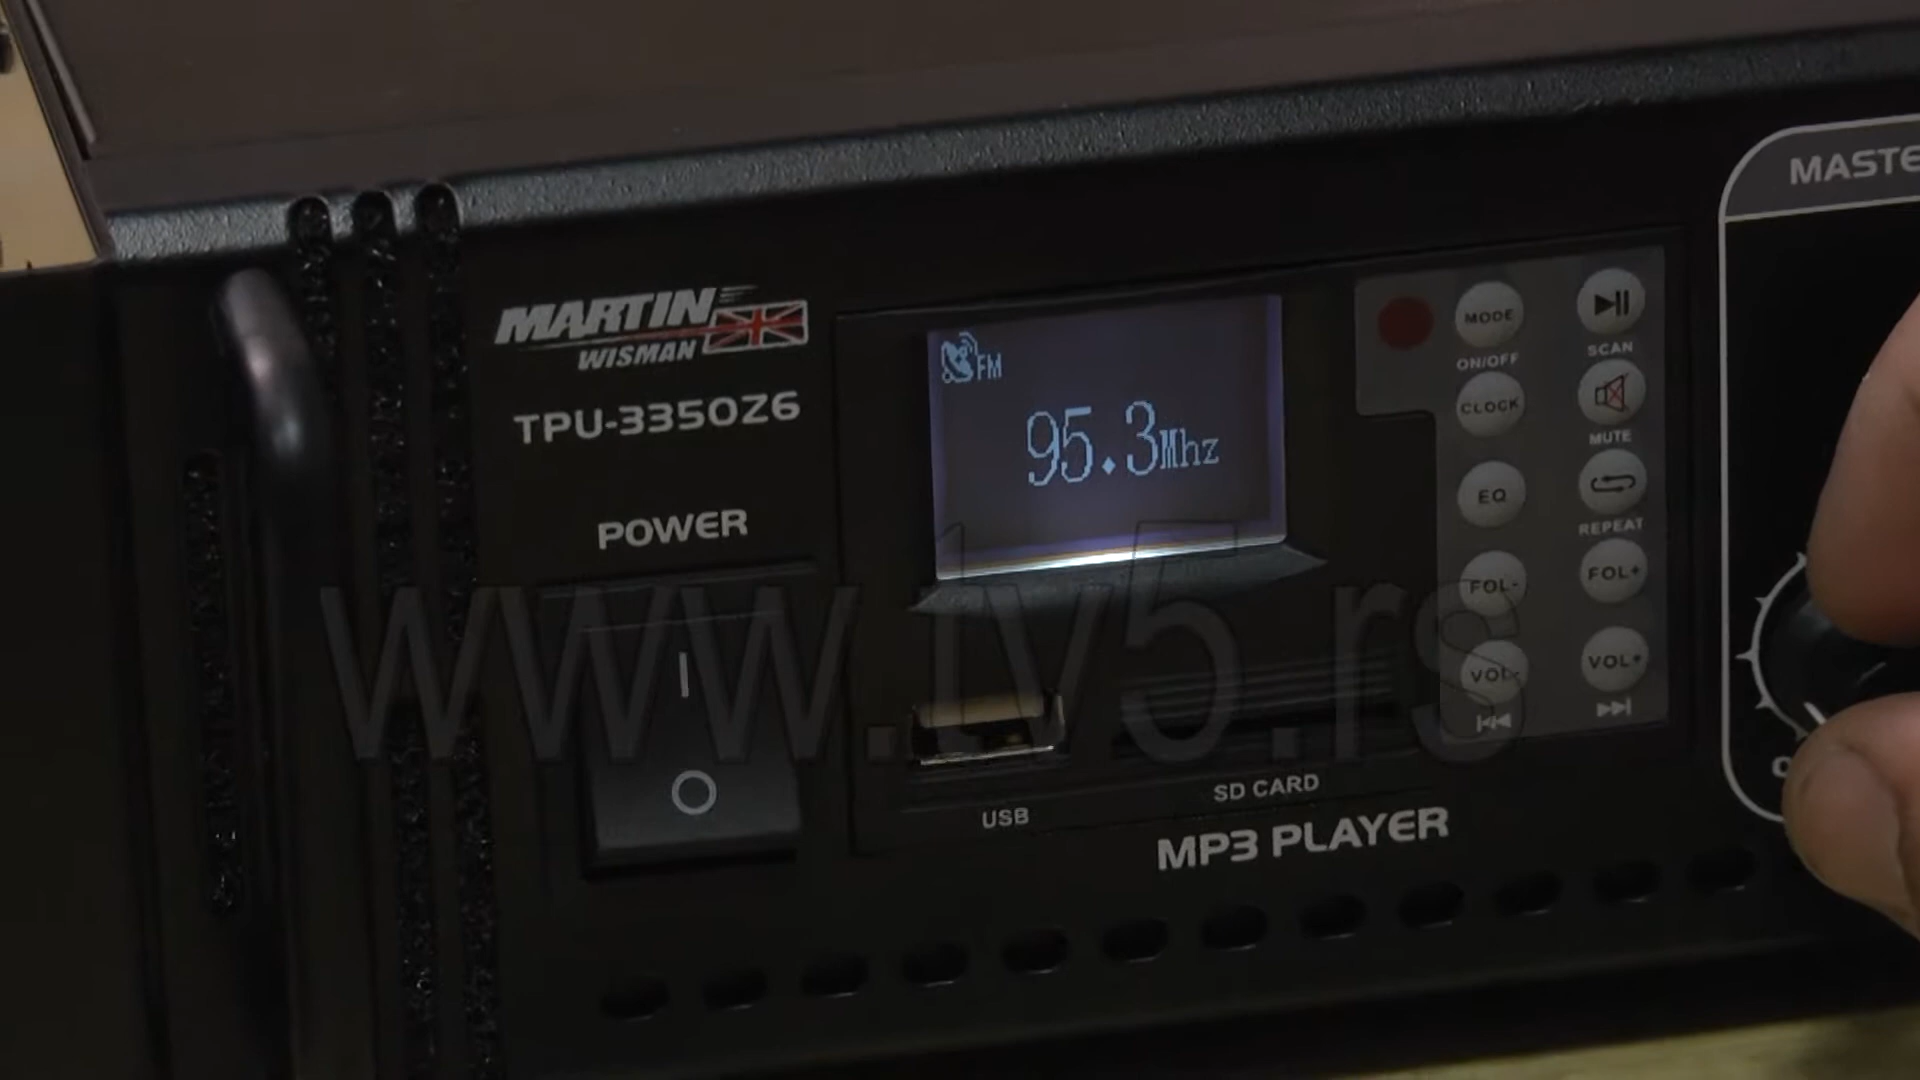 MASTE
MARTIN
WISMAN
TPU-3350Z6
POWER
FM
95.3Mhz
MODE
ON/OFF
SCAN
CLOCK
MUTE
EQ
REPEAT
FOL-
FOL+
VOL-
VOL+
www.tv5.rs
USB
SD CARD
MP3 PLAYER